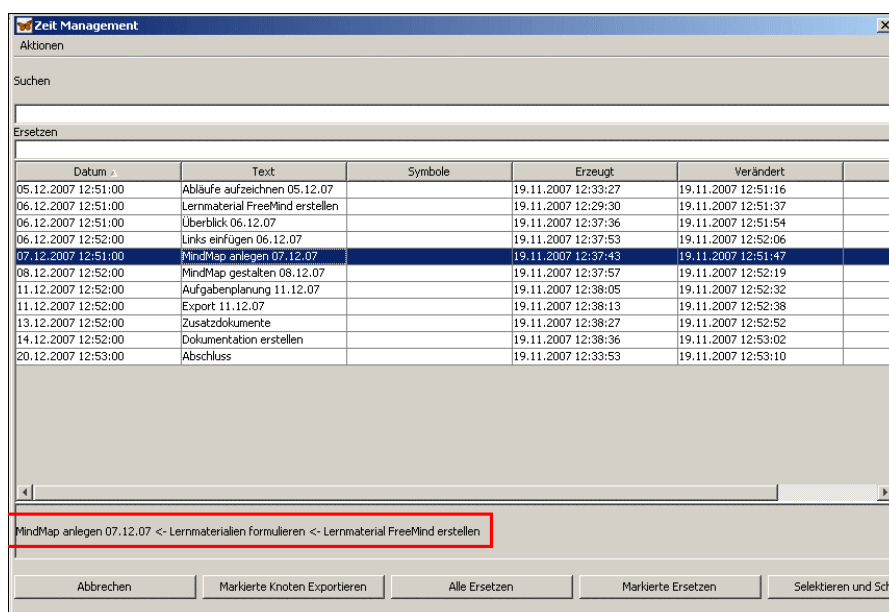 Zeit Management
Aktionen
Suchen
Ersetzen
Datum Text Symbole Erzeugt Verändert
05.12.2007 12:51:00 Abläufe aufzeichnen 05.12.07 19.11.2007 12:33:27 19.11.2007 12:51:16
06.12.2007 12:51:00 Lernmaterial FreeMind erstellen 19.11.2007 12:29:30 19.11.2007 12:51:37
06.12.2007 12:51:00 Überblick 06.12.07 19.11.2007 12:37:36 19.11.2007 12:51:54
06.12.2007 12:52:00 Links einfügen 06.12.07 19.11.2007 12:37:53 19.11.2007 12:52:06
07.12.2007 12:51:00 MindMap anlegen 07.12.07 19.11.2007 12:37:43 19.11.2007 12:51:47
08.12.2007 12:52:00 MindMap gestalten 08.12.07 19.11.2007 12:37:57 19.11.2007 12:52:19
11.12.2007 12:52:00 Aufgabenplanung 11.12.07 19.11.2007 12:38:05 19.11.2007 12:52:32
11.12.2007 12:52:00 Export 11.12.07 19.11.2007 12:38:13 19.11.2007 12:52:38
13.12.2007 12:52:00 Zusatzdokumente 19.11.2007 12:38:27 19.11.2007 12:52:52
14.12.2007 12:52:00 Dokumentation erstellen 19.11.2007 12:38:36 19.11.2007 12:53:02
20.12.2007 12:53:00 Abschluss 19.11.2007 12:33:53 19.11.2007 12:53:10
MindMap anlegen 07.12.07 <- Lernmaterialien formulieren <- Lernmaterial FreeMind erstellen
Abbrechen Markierte Knoten Exportieren Alle Ersetzen Markierte Ersetzen Selektieren und Sch